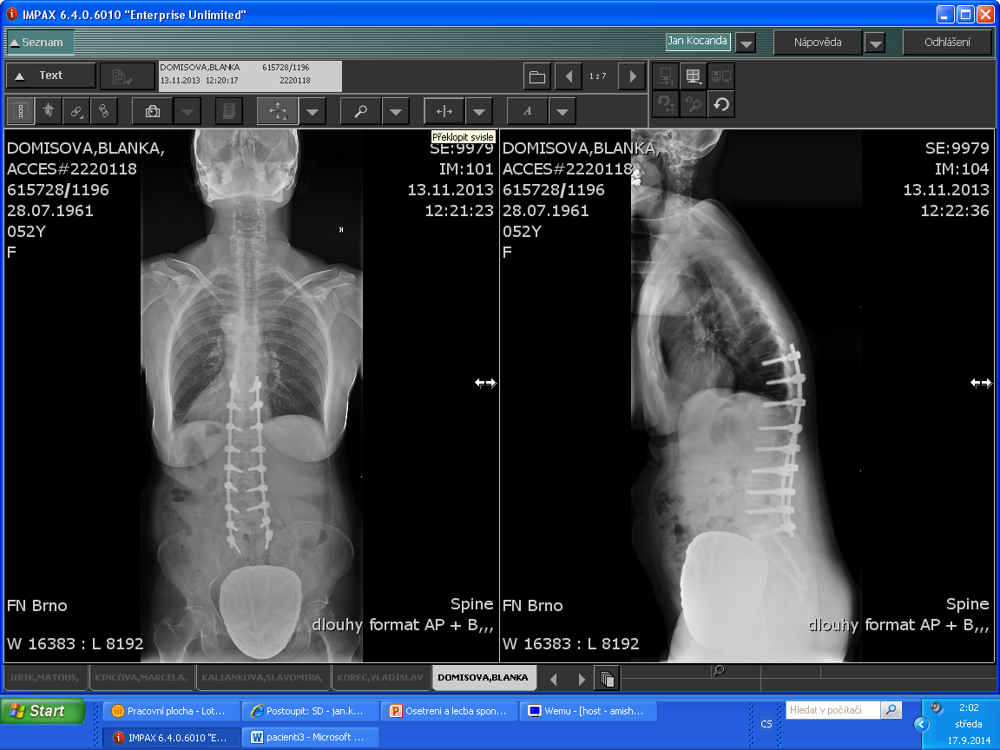 IMPAX 6.4.0.6010 "Enterprise Unlimited"
Seznam
Jan Kocanda
Nápověda
Odhlášení
Text
DOMISOVA,BLANKA 615728/1196
13.11.2013 12:20:17 2220118
1 z 7
A
Překlopit svisle
DOMISOVA,BLANKA,
ACCES#2220118
615728/1196
28.07.1961
052Y
F
SE:9979
IM:101
13.11.2013
12:21:23
R
FN Brno
W 16383 : L 8192
Spine
dlouhy format AP + B,,,
DOMISOVA,BLANKA,
ACCES#2220118
615728/1196
28.07.1961
052Y
F
SE:9979
IM:104
13.11.2013
12:22:36
FN Brno
W 16383 : L 8192
Spine
dlouhy format AP + B,,,
JIRIK,MATOUS,
KINCOVA,MARCELA,
KALIANKOVA,SLAVOMIRA,
KOREC,VLADISLAV
DOMISOVA,BLANKA
Start
Pracovní plocha - Lot...
Postoupit: SD - jan.k...
Osetreni a lecba spon...
Wemu - [host - amish...
IMPAX 6.4.0.6010 "E...
pacienti3 - Microsoft ...
CS
Hledat v počítači
2:02
středa
17.9.2014